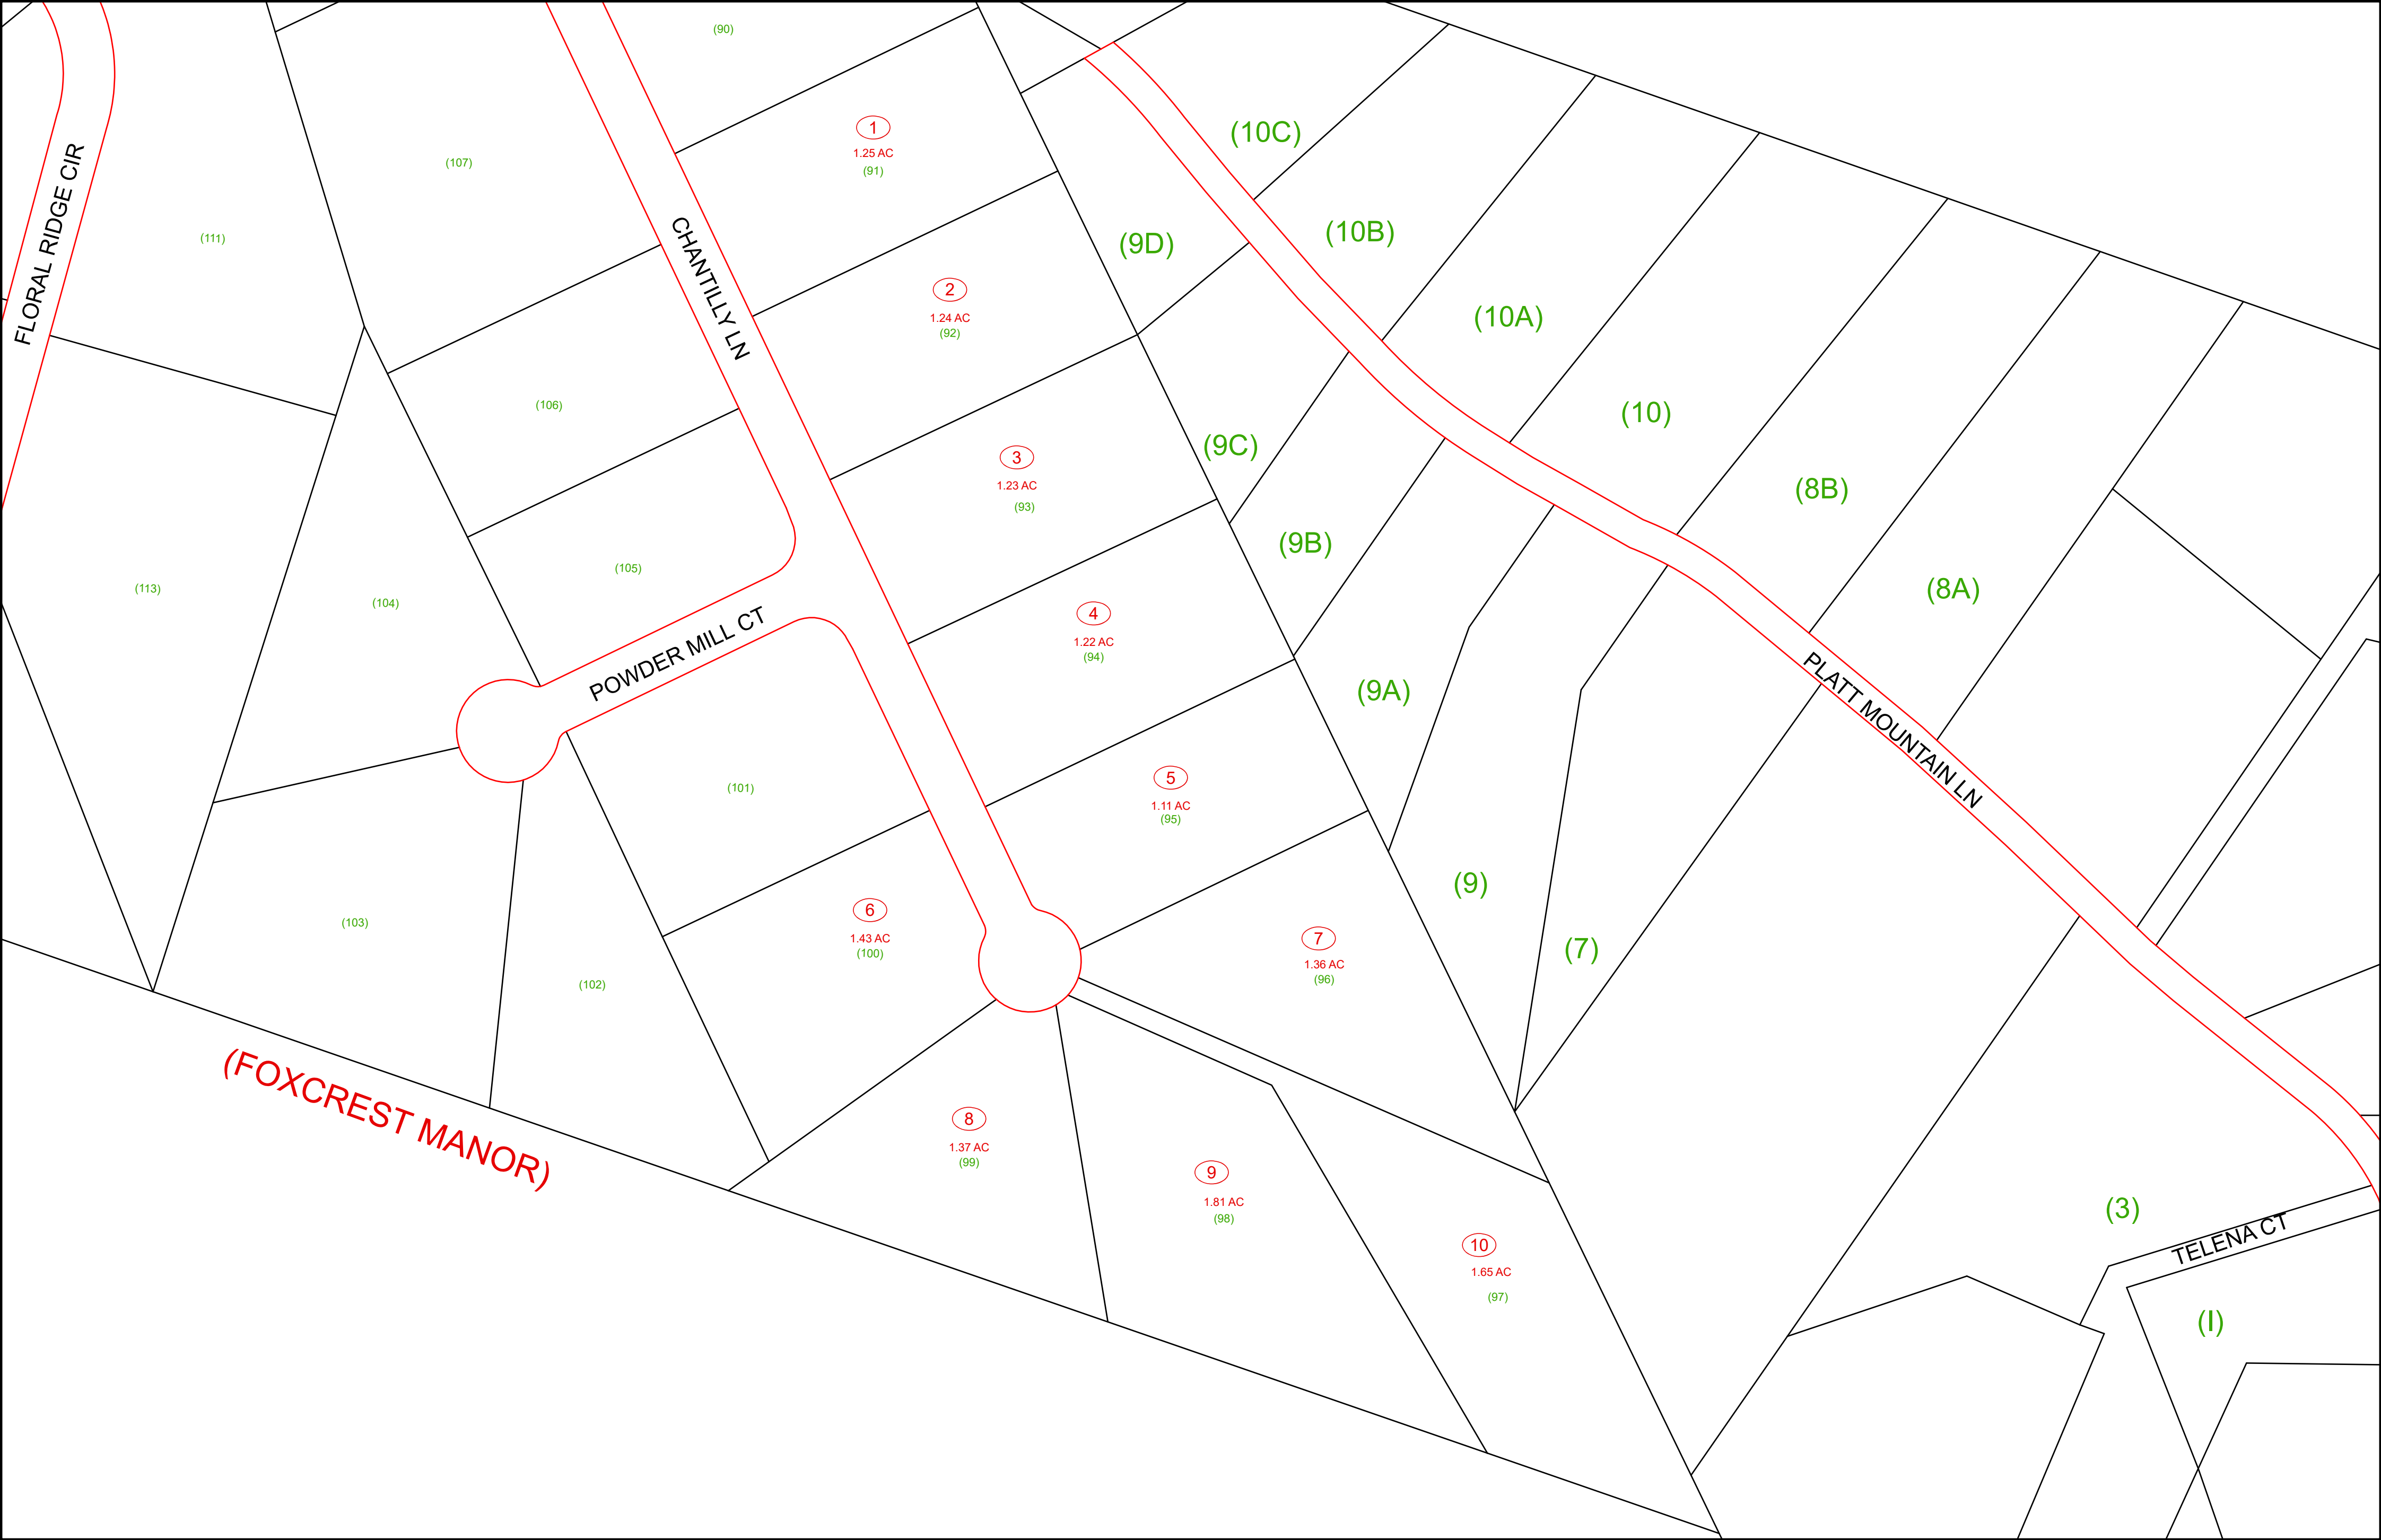 (90)
1
1.25 AC
(91)
(107)
(10C)
FLORAL RIDGE CIR
(111)
CHANTILLY LN
(9D)
(10B)
2
1.24 AC
(92)
(10A)
(106)
(10)
3
1.23 AC
(93)
(9C)
(8B)
(9B)
(105)
(113)
(104)
4
1.22 AC
(94)
(8A)
POWDER MILL CT
(9A)
PLATT MOUNTAIN LN
(101)
5
1.11 AC
(95)
(9)
(103)
6
1.43 AC
(100)
7
1.36 AC
(96)
(7)
(102)
(FOXCREST MANOR)
8
1.37 AC
(99)
9
1.81 AC
(98)
10
1.65 AC
(97)
(3)
TELENA CT
(I)